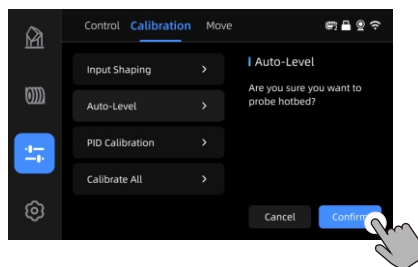 Control Calibration Move
Input Shaping
Auto-Level
PID Calibration
Calibrate All
Auto-Level
Are you sure you want to
probe hotbed?
Cancel Confirm